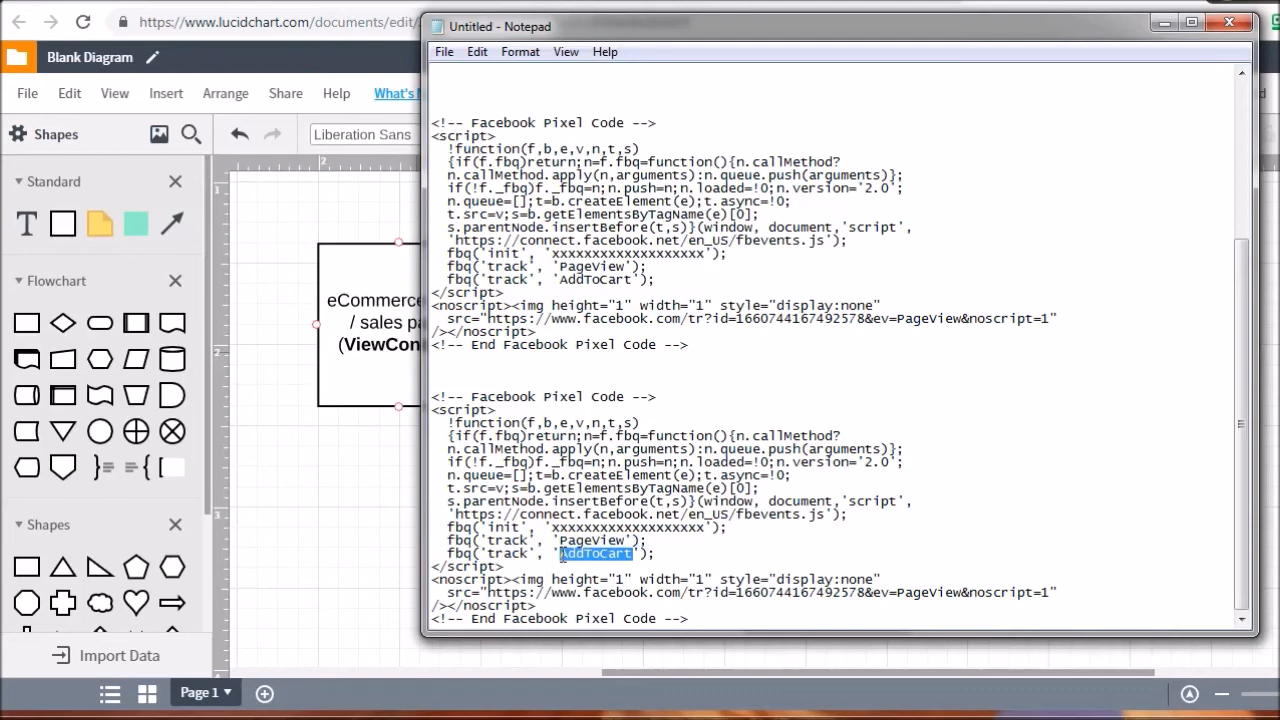 https://www.lucidchart.com/documents/edit/
Untitled - Notepad
Blank Diagram
File Edit View Insert Arrange Share Help What's
File Edit Format View Help
Shapes
Liberation Sans
2
Standard
1
T
Flowchart
eCommerce
/ sales
(ViewCon
2
3
Shapes
Import Data
Page 1
<!-- Facebook Pixel Code -->
<script>
!function(f,b,e,v,n,t,s)
{if(f.fbq)return;n=f.fbq=function(){n.callMethod?
n.callMethod.apply(n,arguments):n.queue.push(arguments)};
if(!f._fbq)f._fbq=n;n.push=n;n.loaded=!0;n.version='2.0';
n.queue=[];t=b.createElement(e);t.async=!0;
t.src=v;s=b.getElementsByTagName(e)[0];
s.parentNode.insertBefore(t,s)}(window, document,'script',
'https://connect.facebook.net/en_US/fbevents.js');
fbq('init', 'xxxxxxxxxxxxxxxxxxx');
fbq('track', 'PageView');
fbq('track', 'AddToCart');
</script>
<noscript><img height="1" width="1" style="display:none"
src="https://www.facebook.com/tr?id=1660744167492578&ev=PageView&noscript=1"
/></noscript>
<!-- End Facebook Pixel Code -->
<!-- Facebook Pixel Code -->
<script>
!function(f,b,e,v,n,t,s)
{if(f.fbq)return;n=f.fbq=function(){n.callMethod?
n.callMethod.apply(n,arguments):n.queue.push(arguments)};
if(!f._fbq)f._fbq=n;n.push=n;n.loaded=!0;n.version='2.0';
n.queue=[];t=b.createElement(e);t.async=!0;
t.src=v;s=b.getElementsByTagName(e)[0];
s.parentNode.insertBefore(t,s)}(window, document,'script',
'https://connect.facebook.net/en_US/fbevents.js');
fbq('init', 'xxxxxxxxxxxxxxxxxxx');
fbq('track', 'PageView');
fbq('track', 'AddToCart');
</script>
<noscript><img height="1" width="1" style="display:none"
src="https://www.facebook.com/tr?id=1660744167492578&ev=PageView&noscript=1"
/></noscript>
<!-- End Facebook Pixel Code -->